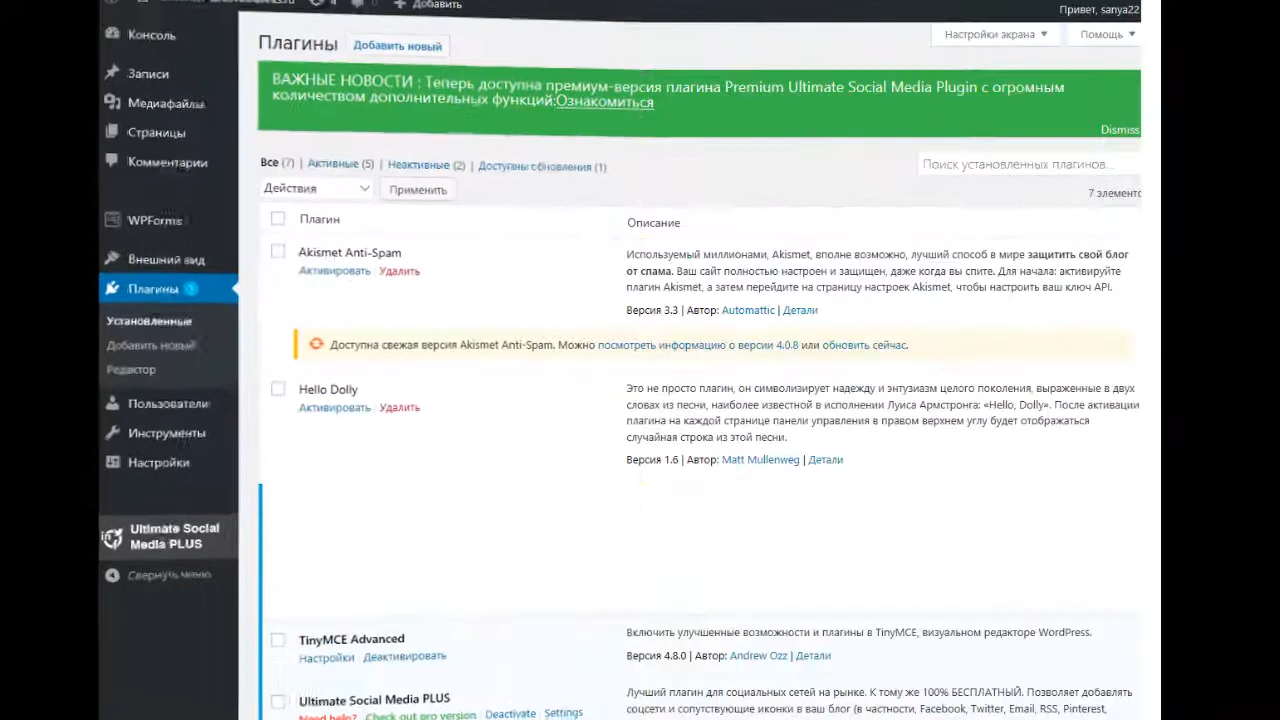 Добавить
Привет, sanya22
Консоль
Записи
Медиафайлы
Страницы
Комментарии
WPForms
Внешний вид
Плагины
Установленные
Добавить новый
Редактор
Пользователи
Инструменты
Настройки
Ultimate Social
Media PLUS
Свернуть меню
Плагины Добавить новый
Настройки экрана
Помощь
ВАЖНЫЕ НОВОСТИ : Теперь доступна премиум-версия плагина Premium Ultimate Social Media Plugin с огромным
количеством дополнительных функций:Ознакомиться
Dismiss
Все (7) | Активные (5) | Неактивные (2) | Доступны обновления (1)
Поиск установленных плагинов...
Действия
Применить
7 элементо
Плагин
Описание
Akismet Anti-Spam
Активировать Удалить
Используемый миллионами, Akismet, вполне возможно, лучший способ в мире защитить свой блог
от спама. Ваш сайт полностью настроен и защищен, даже когда вы спите. Для начала: активируйте
плагин Akismet, а затем перейдите на страницу настроек Akismet, чтобы настроить ваш ключ API.
Версия 3.3 | Автор: Automattic | Детали
Доступна свежая версия Akismet Anti-Spam. Можно посмотреть информацию о версии 4.0.8 или обновить сейчас.
Hello Dolly
Активировать Удалить
Это не просто плагин, он символизирует надежду и энтузиазм целого поколения, выраженные в двух
словах из песни, наиболее известной в исполнении Луиса Армстронга: «Hello, Dolly». После активации
плагина на каждой странице панели управления в правом верхнем углу будет отображаться
случайная строка из этой песни.
Версия 1.6 | Автор: Matt Mullenweg | Детали
TinyMCE Advanced
Настройки Деактивировать
Включить улучшенные возможности и плагины в TinyMCE, визуальном редакторе WordPress.
Версия 4.8.0 | Автор: Andrew Ozz | Детали
Ultimate Social Media PLUS
Need help? Check out pro version Deactivate Settings
Лучший плагин для социальных сетей на рынке. К тому же 100% БЕСПЛАТНЫЙ. Позволяет добавлять
соцсети и сопутствующие иконки в ваш блог (в частности, Facebook, Twitter, Email, RSS, Pinterest,